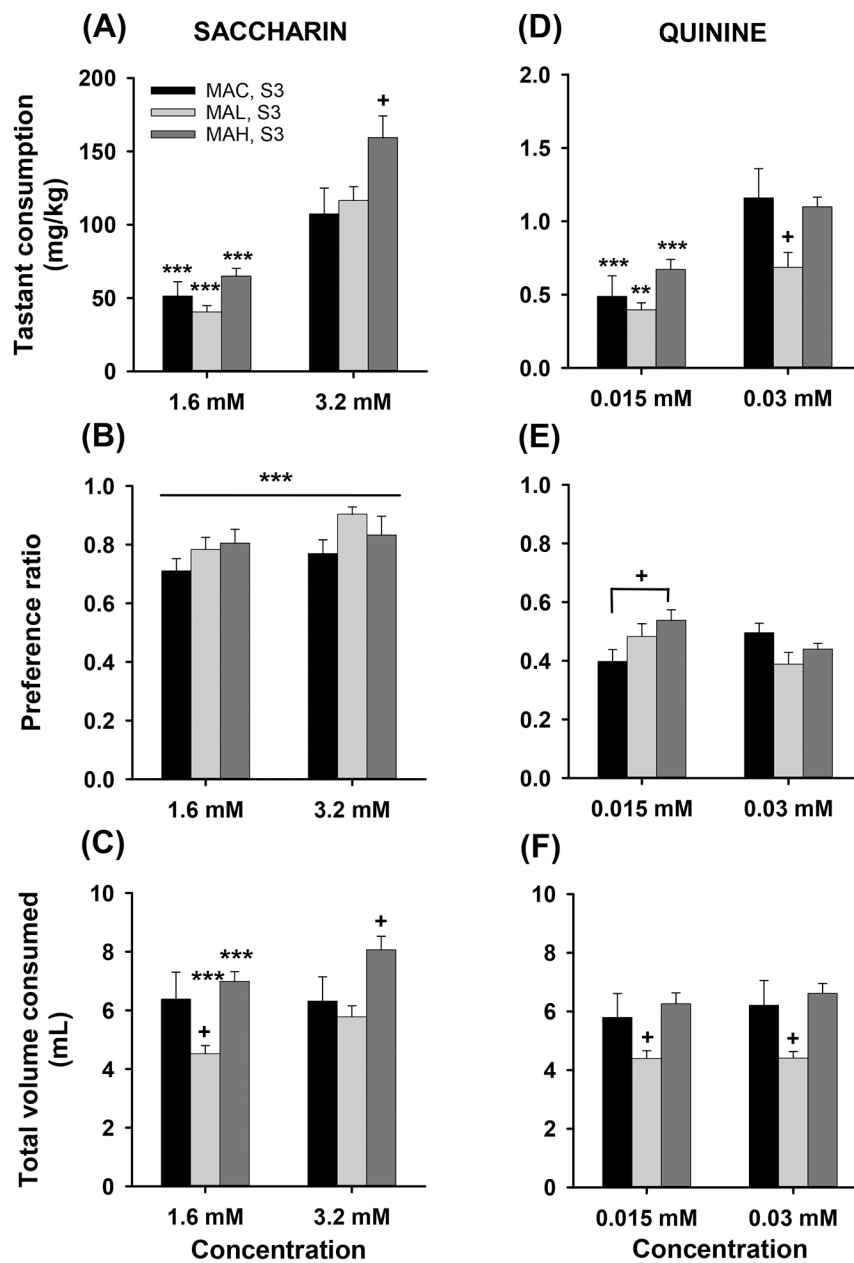 (A)
SACCHARIN
Tastant consumption
(mg/kg)
200
150
100
50
0
MAC, S3
MAL, S3
MAH, S3
+
***
***
***
1.6 mM
3.2 mM
(D)
QUININE
2.0
1.5
1.0
0.5
0.0
***
**
***
+
0.015 mM
0.03 mM
(B)
Preference ratio
1.0
0.8
0.6
0.4
0.2
0.0
***
1.6 mM
3.2 mM
(E)
1.0
0.8
0.6
0.4
0.2
0.0
+
0.015 mM
0.03 mM
(C)
Total volume consumed
(mL)
10
8
6
4
2
0
***
+
***
+
1.6 mM
3.2 mM
Concentration
(F)
10
8
6
4
2
0
+
+
0.015 mM
0.03 mM
Concentration